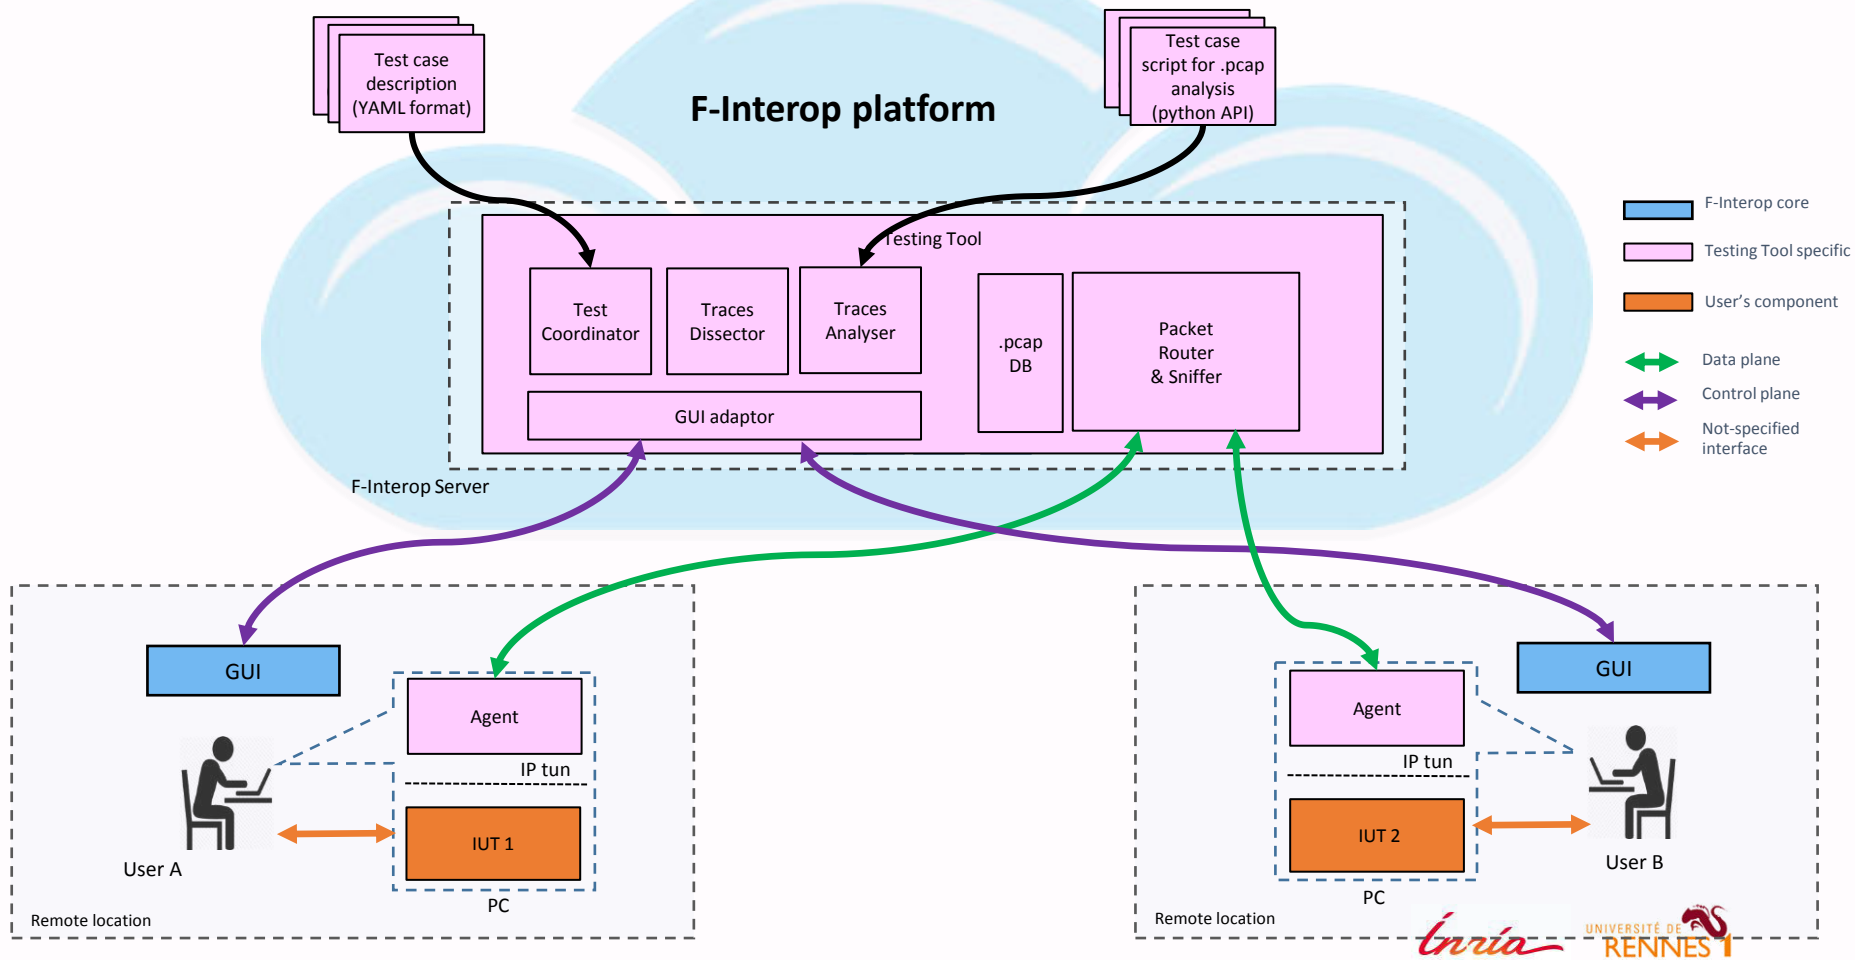 Test case
description
(YAML format)
Test case
script for .pcap
analysis
(python API)
F-Interop platform
Testing Tool
Test
Coordinator
Traces
Dissector
Traces
Analyser
.pcap
DB
Packet
Router
& Sniffer
GUI adaptor
F-Interop Server
F-Interop core
Testing Tool specific
User's component
Data plane
Control plane
Not-specified
interface
GUI
Agent
IP tun
IUT 1
PC
User A
Remote location
GUI
Agent
IP tun
IUT 2
PC
User B
Remote location
Inria
UNIVERSITÉ DE
RENNES 1